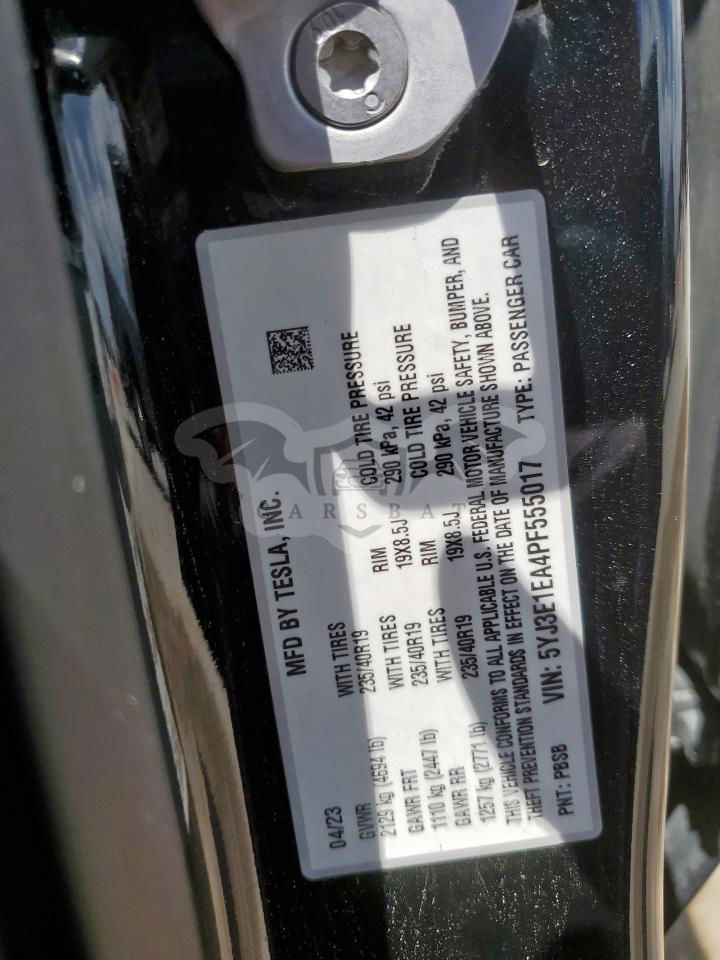 MFD BY TESLA, INC.
04/23
GVWR WITH TIRES RIM COLD TIRE PRESSURE
2129 kg (4694 lb) 235/40R19 19X8.5J 290 kPa, 42 psi
GAWR FRT WITH TIRES RIM COLD TIRE PRESSURE
1110 kg (2447 lb) 235/40R19 19X8.5J 290 kPa, 42 psi
GAWR RR WITH TIRES
1257 kg (2771 lb) 235/40R19
THIS VEHICLE CONFORMS TO ALL APPLICABLE U.S. FEDERAL MOTOR VEHICLE SAFETY, BUMPER, AND
THEFT PREVENTION STANDARDS IN EFFECT ON THE DATE OF MANUFACTURE SHOWN ABOVE.
PNT: PBSB VIN: 5YJ3E1EA4PF555017 TYPE: PASSENGER CAR
CARSBAT